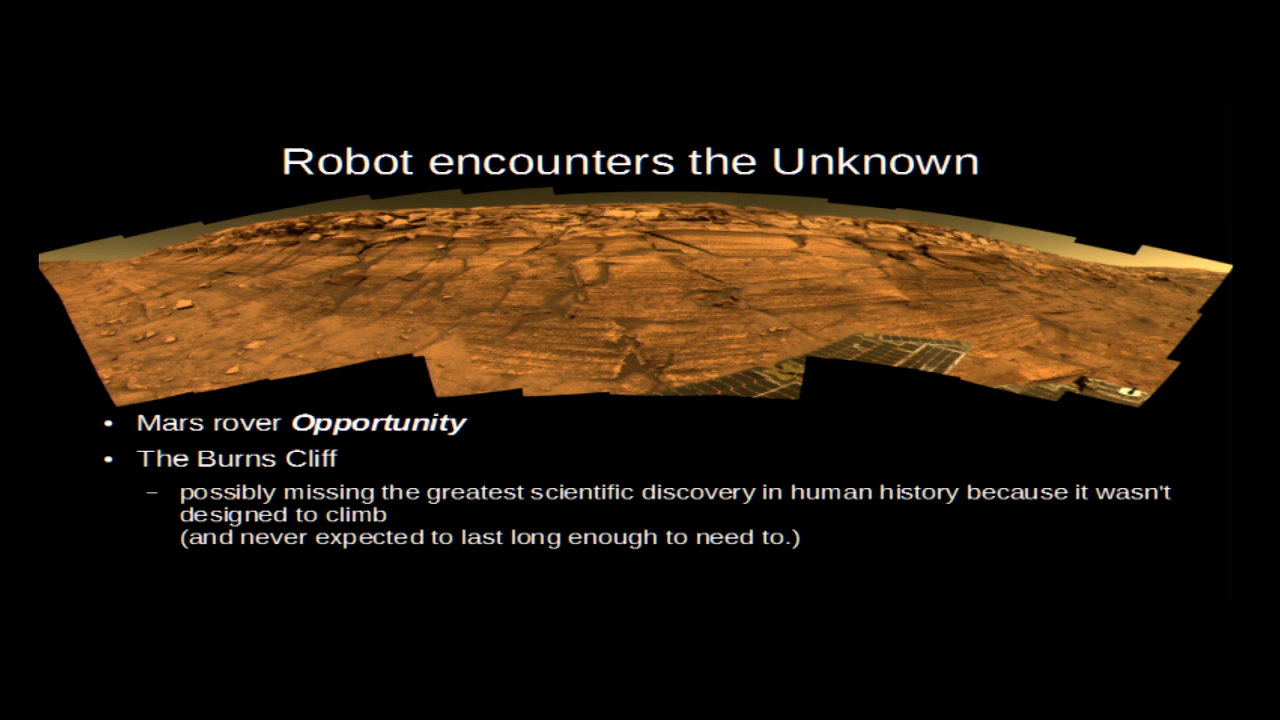 Robot encounters the Unknown
• Mars rover Opportunity
• The Burns Cliff
– possibly missing the greatest scientific discovery in human history because it wasn't
designed to climb
(and never expected to last long enough to need to.)